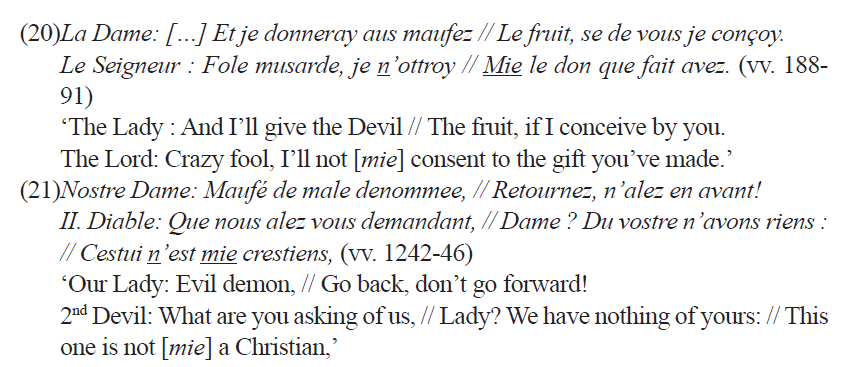 (20)La Dame: […] Et je donneray aus maufez // Le fruit, se de vous je conçoy.
Le Seigneur : Fole musarde, je n’ottroy // Mie le don que fait avez. (vv. 188-
91)
‘The Lady : And I’ll give the Devil // The fruit, if I conceive by you.
The Lord: Crazy fool, I’ll not [mie] consent to the gift you’ve made.’
(21)Nostre Dame: Maufé de male denommee, // Retournez, n’alez en avant!
II. Diable: Que nous alez vous demandant, // Dame ? Du vostre n’avons riens :
// Cestui n’est mie crestiens, (vv. 1242-46)
‘Our Lady: Evil demon, // Go back, don’t go forward!
2nd Devil: What are you asking of us, // Lady? We have nothing of yours: // This
one is not [mie] a Christian,’